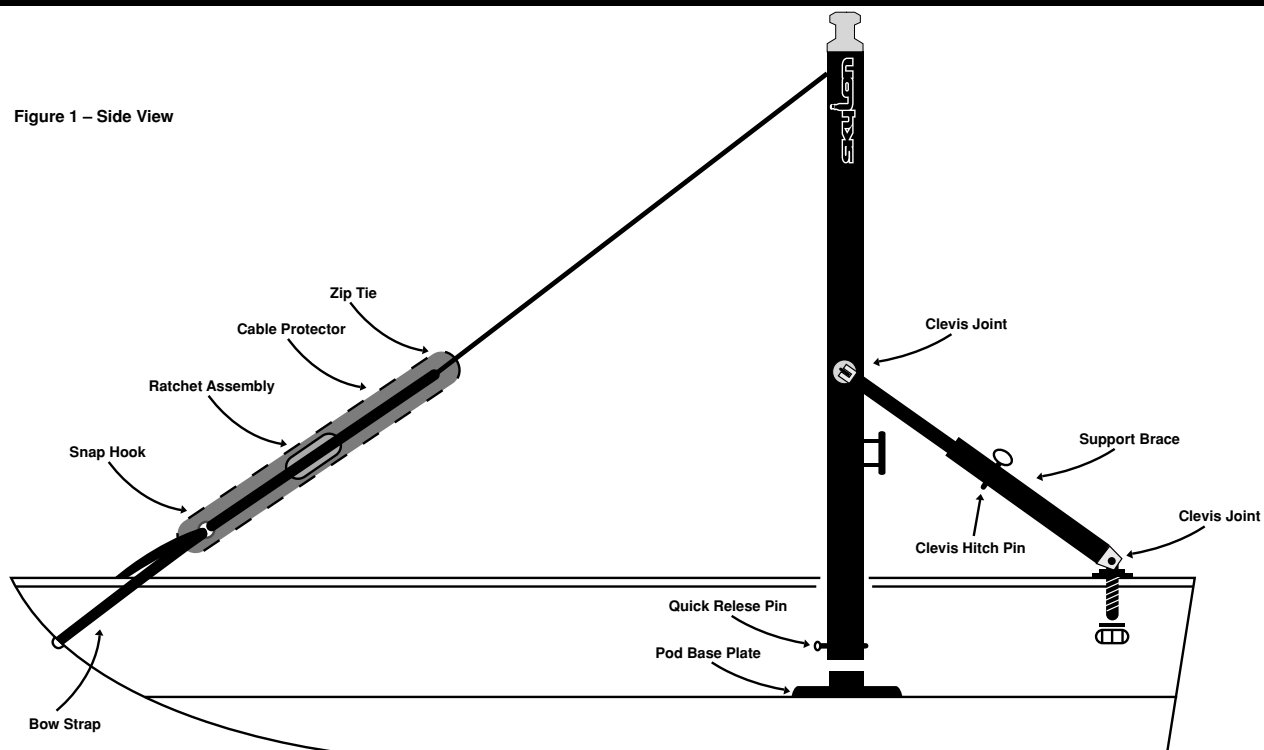 Figure 1 – Side View
Zip Tie
Cable Protector
Ratchet Assembly
Snap Hook
Clevis Joint
Support Brace
Clevis Joint
Clevis Hitch Pin
Quick Relese Pin
Pod Base Plate
Bow Strap